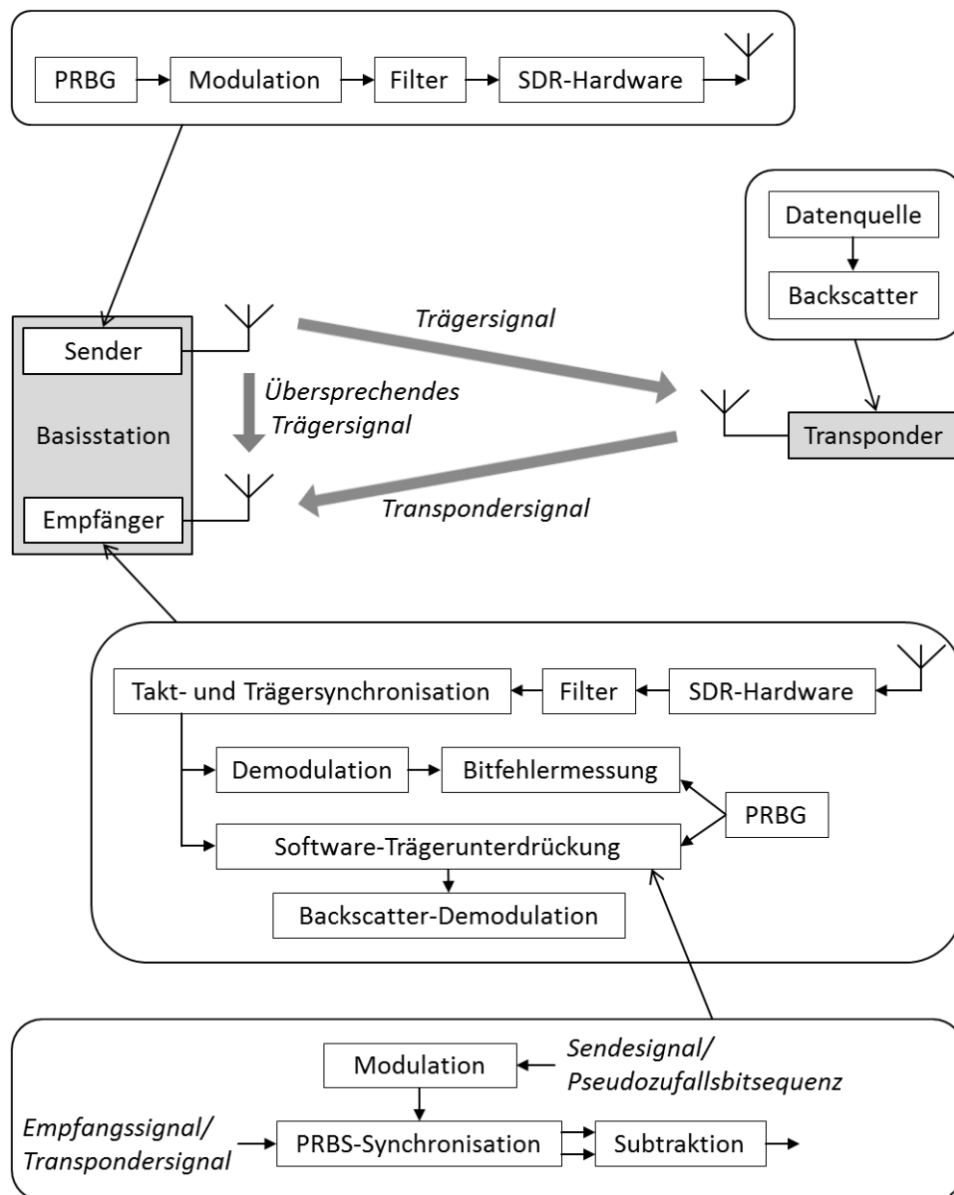 PRBG
Modulation
Filter
SDR-Hardware
Datenquelle
Backscatter
Trägersignal
Sender
Übersprechendes
Trägersignal
Basisstation
Transponder
Empfänger
Transpondersignal
Takt- und Trägersynchronisation
Filter
SDR-Hardware
Demodulation
Bitfehlermessung
PRBG
Software-Trägerunterdrückung
Backscatter-Demodulation
Modulation
Sendesignal/
Pseudozufallsbitsequenz
Empfangssignal/
Transpondersignal
PRBS-Synchronisation
Subtraktion